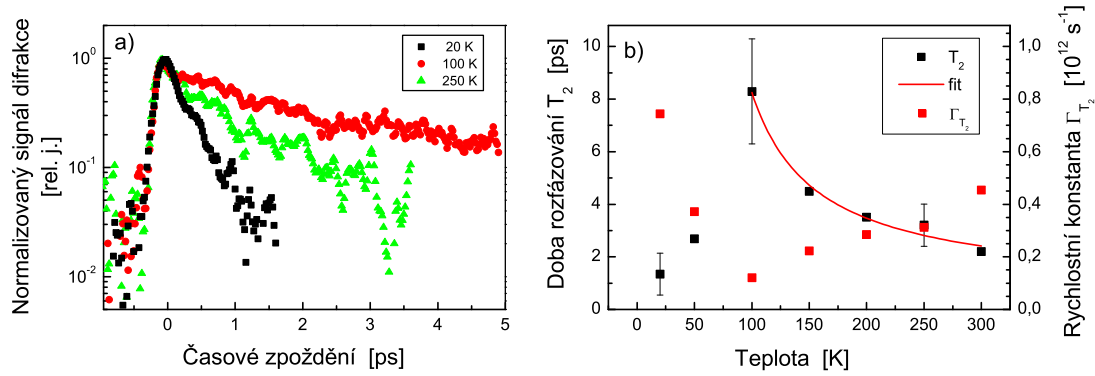 a)
20 K
100 K
250 K
10⁰
10⁻¹
10⁻²
Normalizovaný signál difrakce
[rel. j.]
0 1 2 3 4 5
Časové zpoždění [ps]
b)
T₂
fit
Γ_T₂
10
8
6
4
2
0
Doba rozfázování T₂ [ps]
0 50 100 150 200 250 300
Teplota [K]
1,0
0,8
0,6
0,4
0,2
0,0
Rychlostní konstanta Γ_T₂ [10¹² s⁻¹]